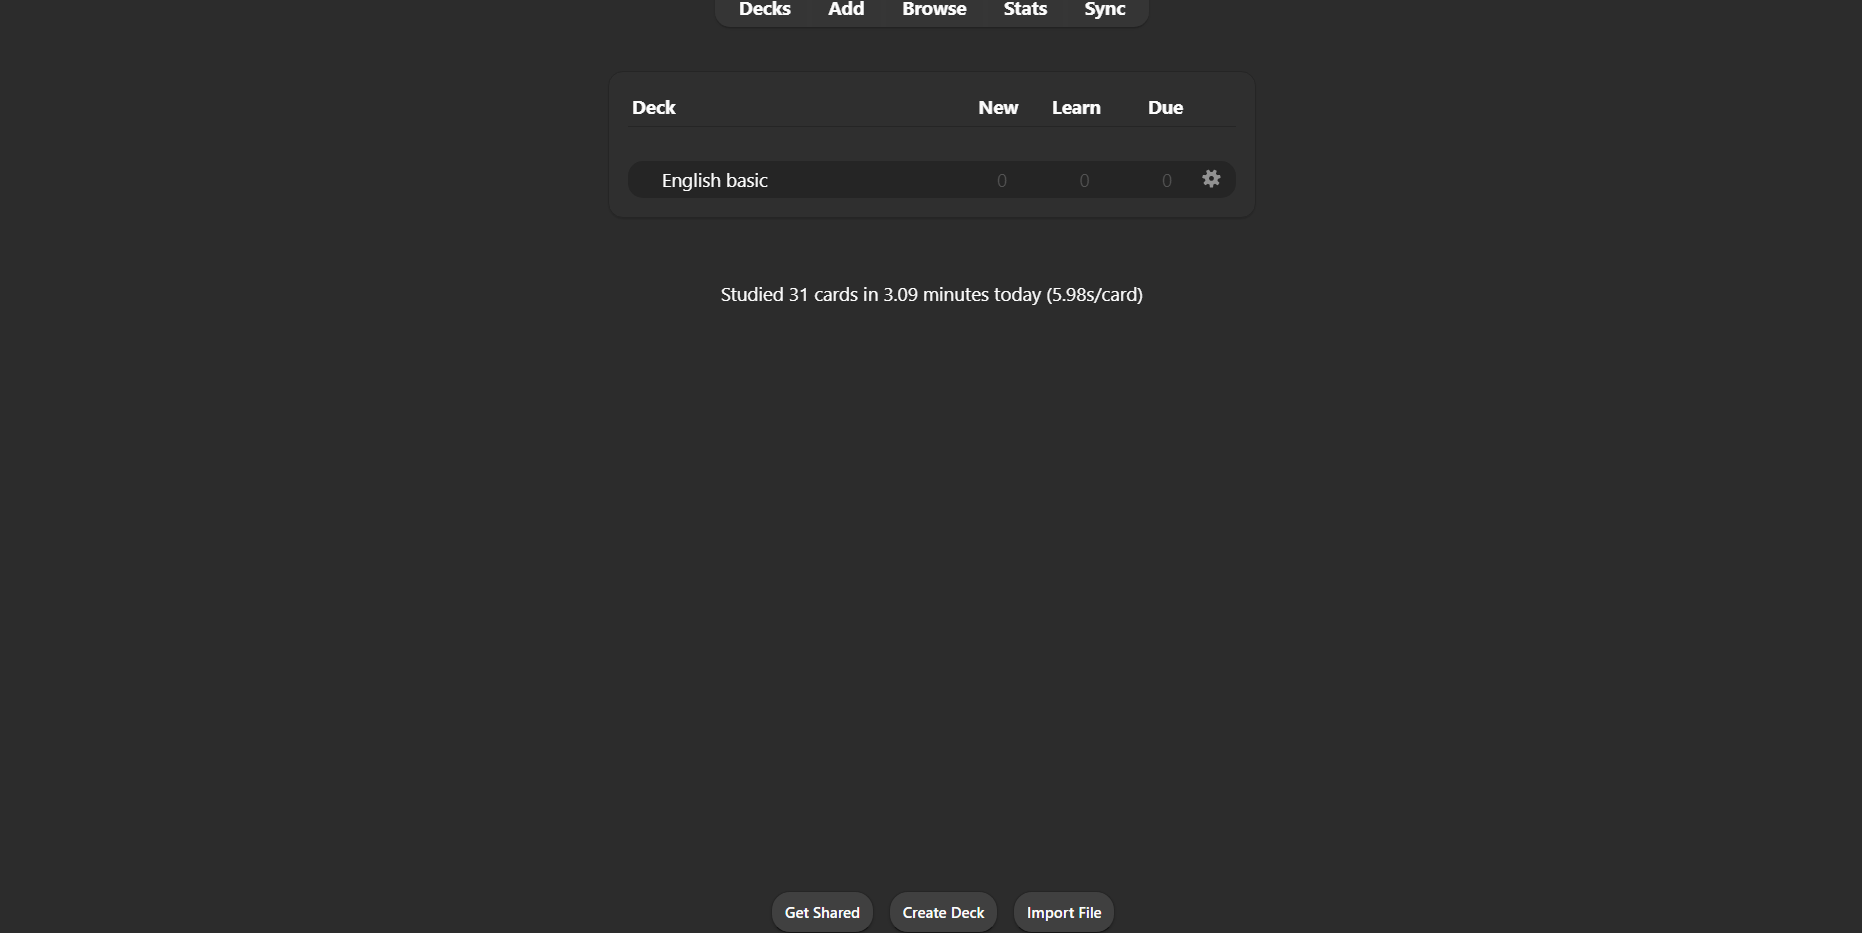 Decks Add Browse Stats Sync
Deck New Learn Due
English basic 0 0 0
Studied 31 cards in 3.09 minutes today (5.98s/card)
Get Shared Create Deck Import File